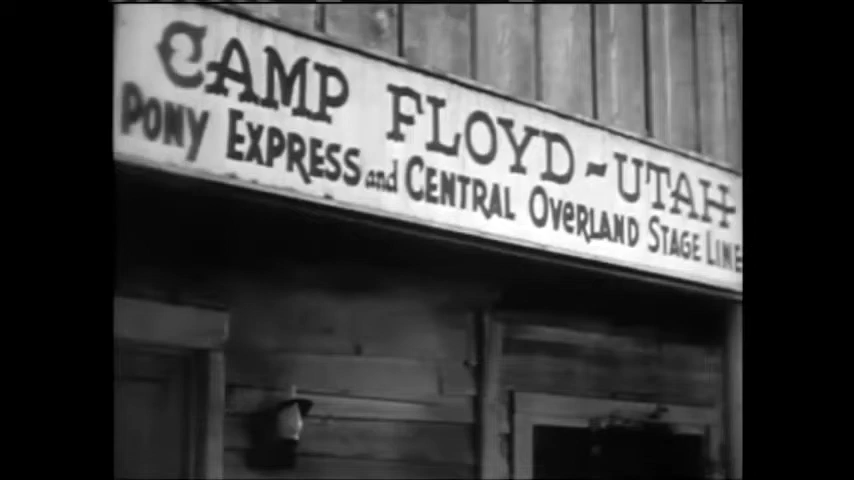 CAMP FLOYD ~ UTAH
PONY EXPRESS and CENTRAL OVERLAND STAGE LINE